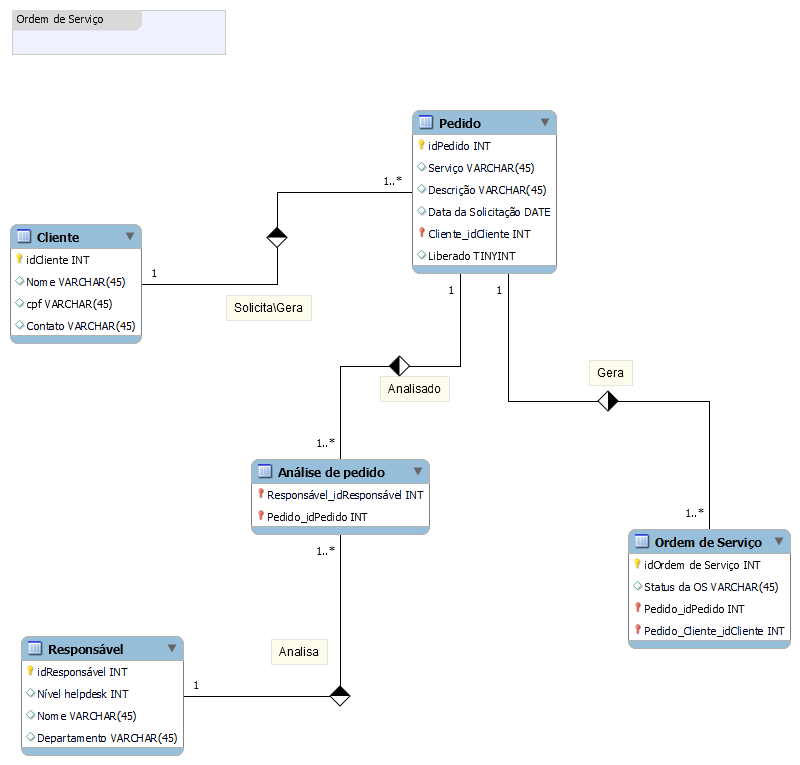 Ordem de Serviço
Pedido
idPedido INT
Serviço VARCHAR(45)
Descrição VARCHAR(45)
Data da Solicitação DATE
Cliente_idCliente INT
Liberado TINYINT
1..*
Cliente
idCliente INT
Nome VARCHAR(45)
cpf VARCHAR(45)
Contato VARCHAR(45)
1
Solicita\Gera
1
1
Analisado
Gera
1..*
1..*
Análise de pedido
Responsável_idResponsável INT
Pedido_idPedido INT
1..*
Ordem de Serviço
idOrdem de Serviço INT
Status da OS VARCHAR(45)
Pedido_idPedido INT
Pedido_Cliente_idCliente INT
Analisa
Responsável
idResponsável INT
Nível helpdesk INT
Nome VARCHAR(45)
Departamento VARCHAR(45)
1